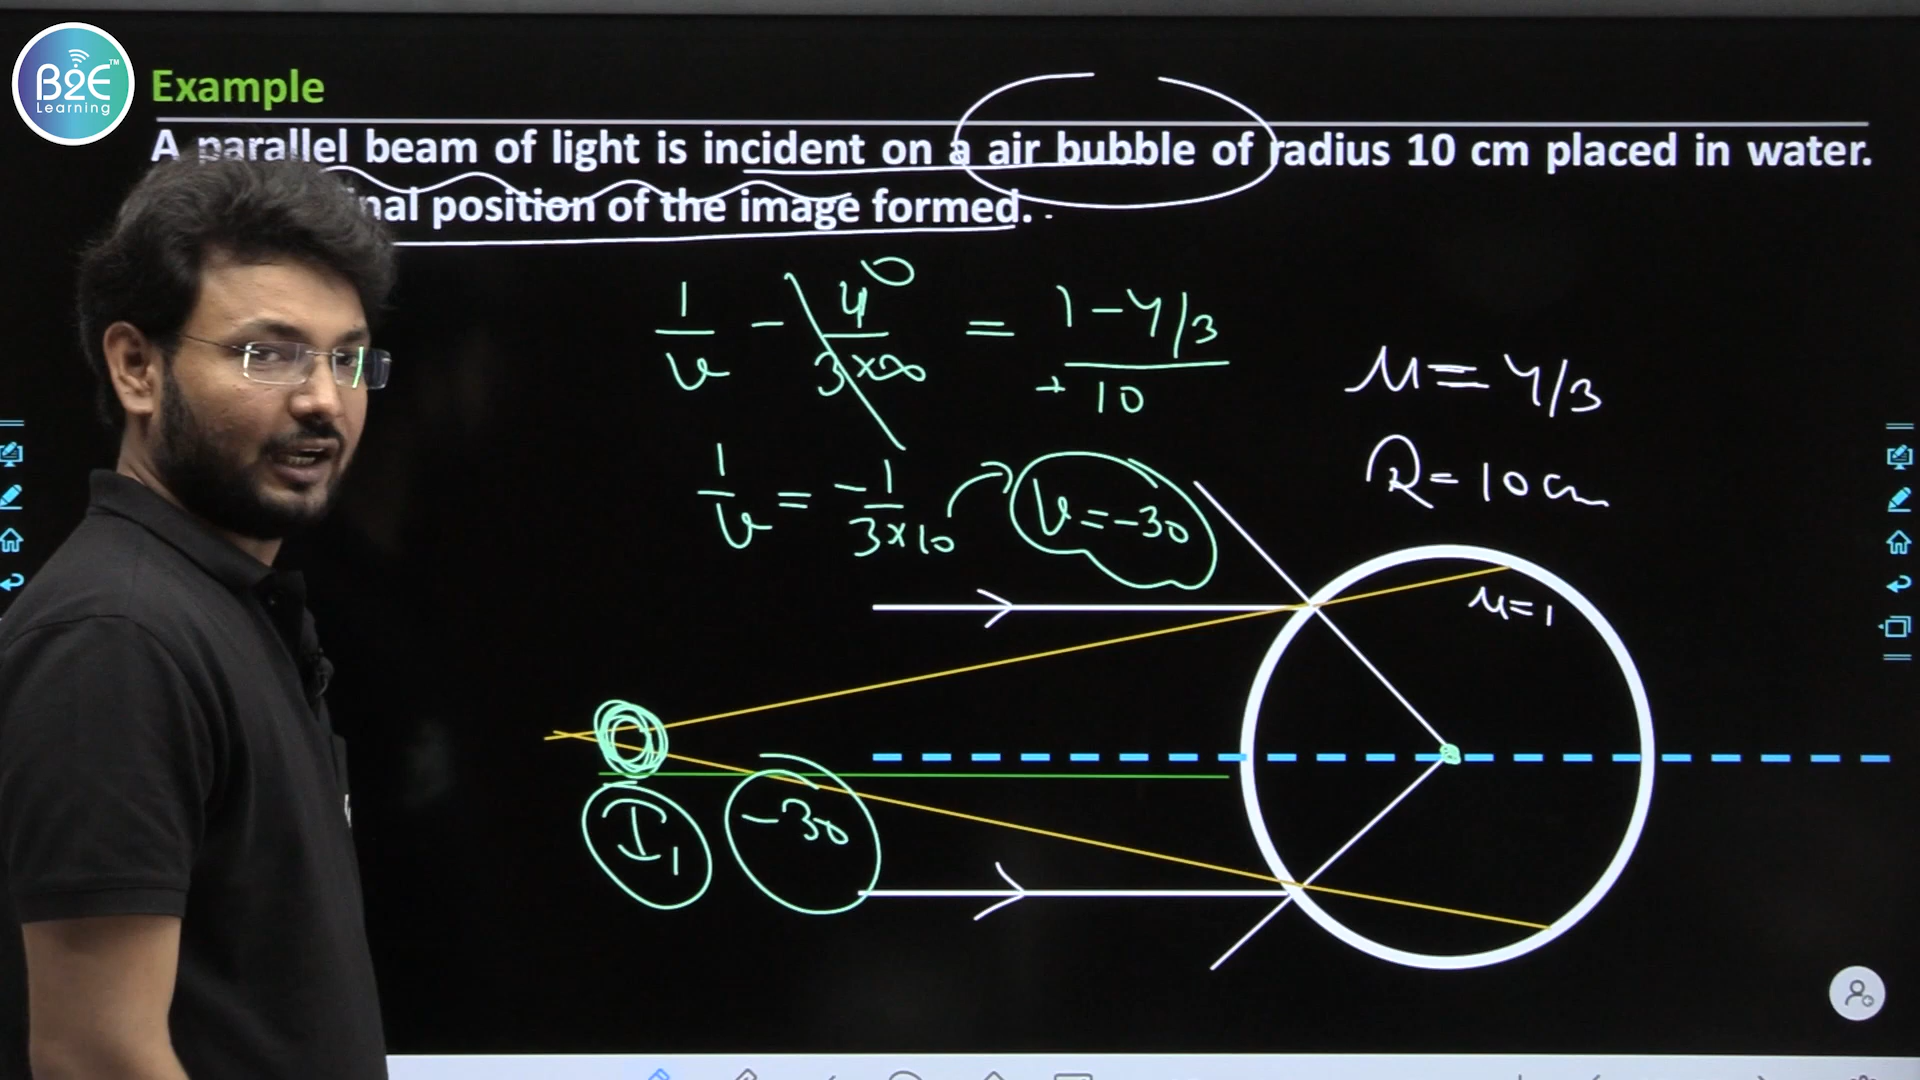 B2E™
Learning
Example
A parallel beam of light is incident on a air bubble of radius 10 cm placed in water.
nal position of the image formed.
1/v - 4/3×∞ 0 = 1-4/3 / +10
μ = 4/3
1/v = -1/3×10
v = -30
R = 10 cm
μ = 1
I1
-30